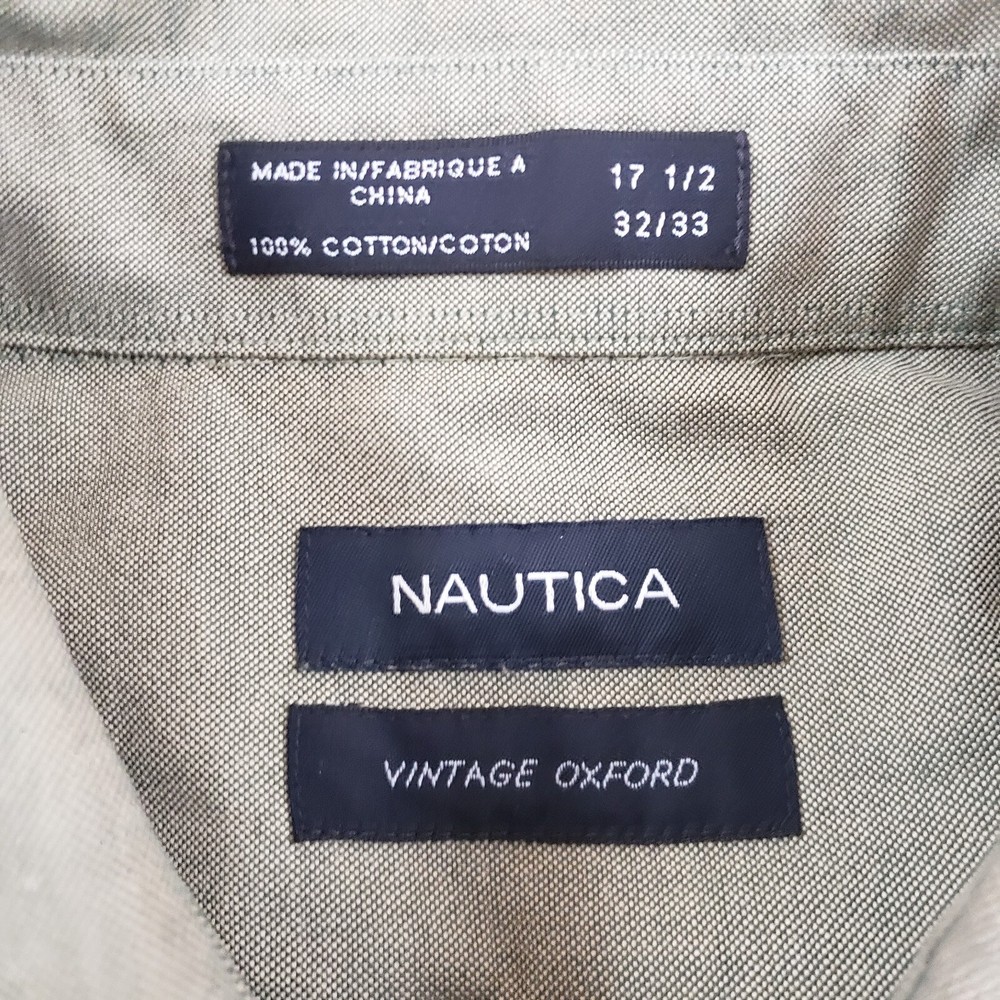 MADE IN/FABRIQUE A
CHINA
100% COTTON/COTON
17 1/2
32/33
NAUTICA
VINTAGE OXFORD